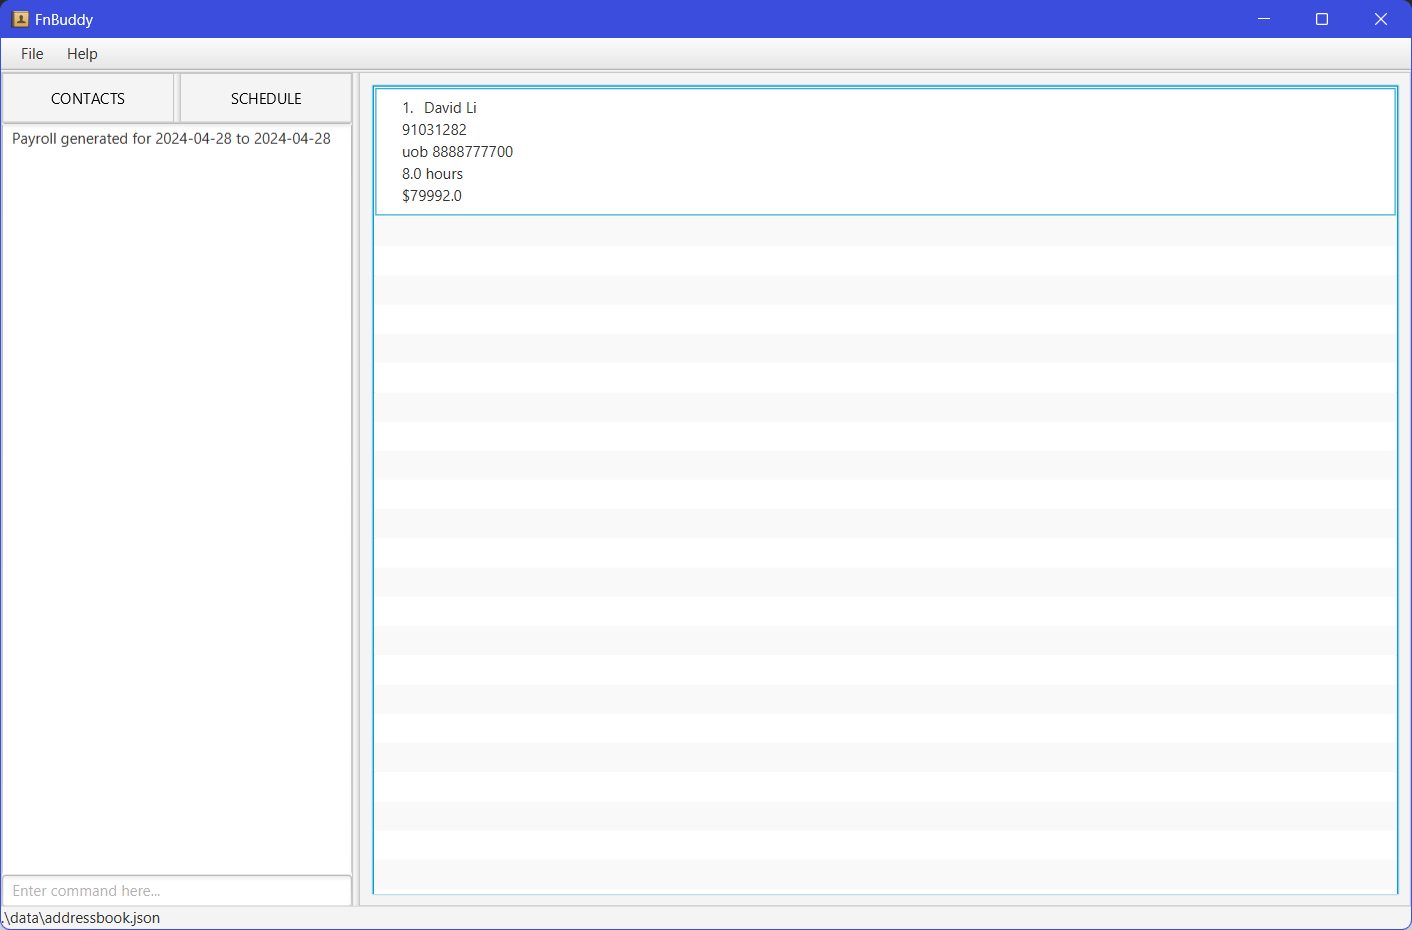 FnBuddy
File Help
CONTACTS SCHEDULE
Payroll generated for 2024-04-28 to 2024-04-28
1. David Li
91031282
uob 8888777700
8.0 hours
$79992.0
Enter command here...
.\data\addressbook.json